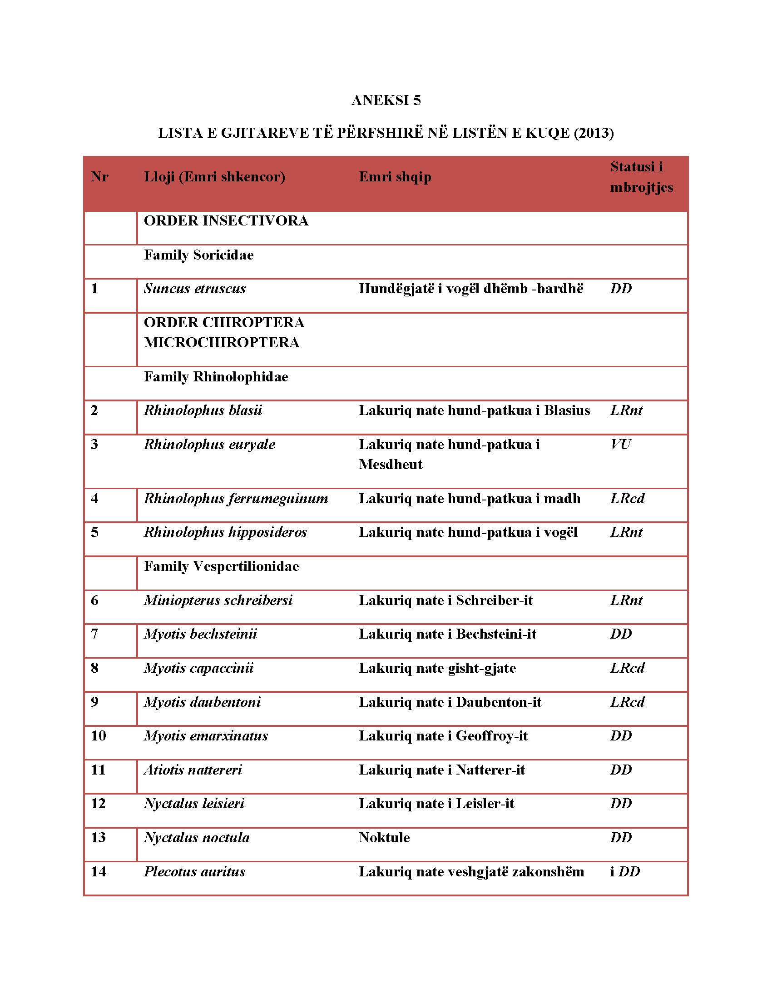 ANEKSI 5
LISTA E GJITAREVE TË PËRFSHIRË NË LISTËN E KUQE (2013)
Nr Lloji (Emri shkencor) Emri shqip Statusi i mbrojtjes
ORDER INSECTIVORA
Family Soricidae
1 Suncus etruscus Hundëgjatë i vogël dhëmb -bardhë DD
ORDER CHIROPTERA
MICROCHIROPTERA
Family Rhinolophidae
2 Rhinolophus blasii Lakuriq nate hund-patkua i Blasius LRnt
3 Rhinolophus euryale Lakuriq nate hund-patkua i Mesdheut VU
4 Rhinolophus ferrumeguinum Lakuriq nate hund-patkua i madh LRcd
5 Rhinolophus hipposideros Lakuriq nate hund-patkua i vogël LRnt
Family Vespertilionidae
6 Miniopterus schreibersi Lakuriq nate i Schreiber-it LRnt
7 Myotis bechsteinii Lakuriq nate i Bechsteini-it DD
8 Myotis capaccinii Lakuriq nate gisht-gjate LRcd
9 Myotis daubentoni Lakuriq nate i Daubenton-it LRcd
10 Myotis emarxinatus Lakuriq nate i Geoffroy-it DD
11 Atiotis nattereri Lakuriq nate i Natterer-it DD
12 Nyctalus leisieri Lakuriq nate i Leisler-it DD
13 Nyctalus noctula Noktule DD
14 Plecotus auritus Lakuriq nate veshgjatë zakonshëm i DD